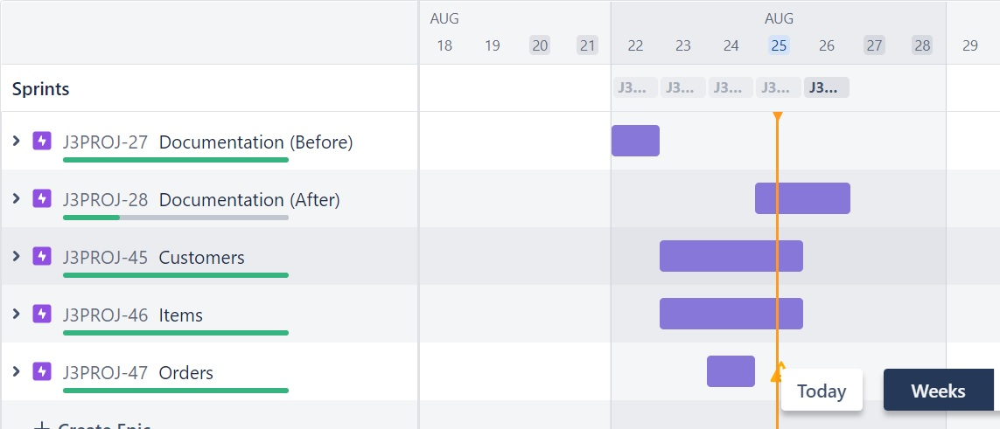 AUG AUG
18 19 20 21 22 23 24 25 26 27 28 29
Sprints J3... J3... J3... J3... J3...
J3PROJ-27 Documentation (Before)
J3PROJ-28 Documentation (After)
J3PROJ-45 Customers
J3PROJ-46 Items
J3PROJ-47 Orders
Today Weeks
+ Create Epic